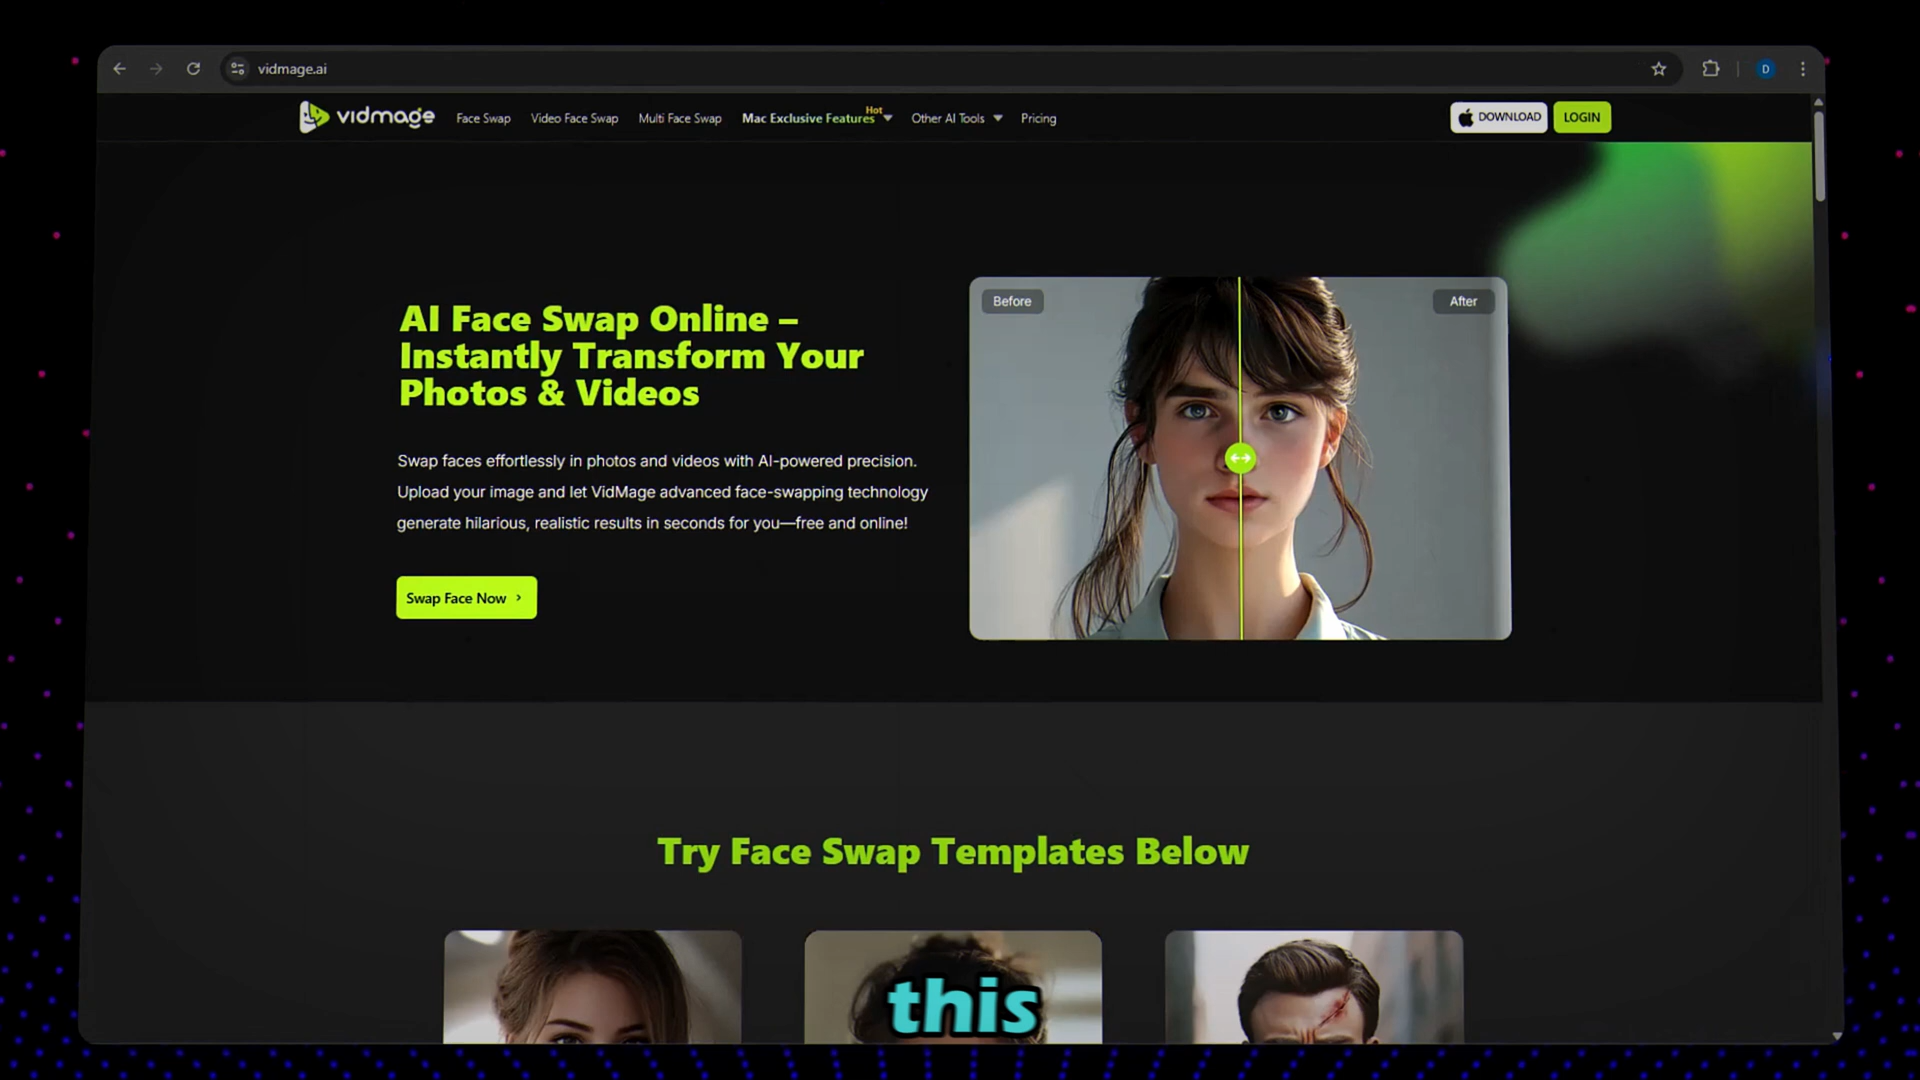 vidmage.ai
vidmage
Face Swap
Video Face Swap
Multi Face Swap
Mac Exclusive Features
Hot
Other AI Tools
Pricing
DOWNLOAD
LOGIN
D
AI Face Swap Online –
Instantly Transform Your
Photos & Videos
Swap faces effortlessly in photos and videos with AI-powered precision.
Upload your image and let VidMage advanced face-swapping technology
generate hilarious, realistic results in seconds for you—free and online!
Swap Face Now
Before
After
Try Face Swap Templates Below
this